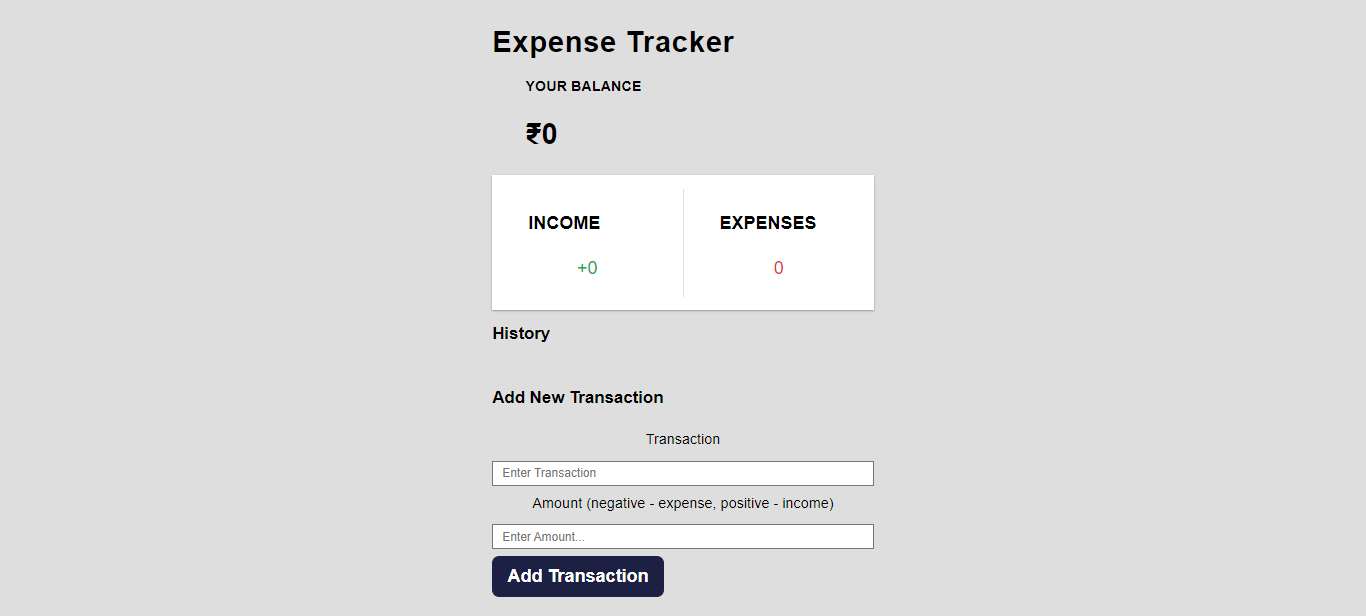 Expense Tracker
YOUR BALANCE
₹0
INCOME
EXPENSES
+0
0
History
Add New Transaction
Transaction
Enter Transaction
Amount (negative - expense, positive - income)
Enter Amount...
Add Transaction